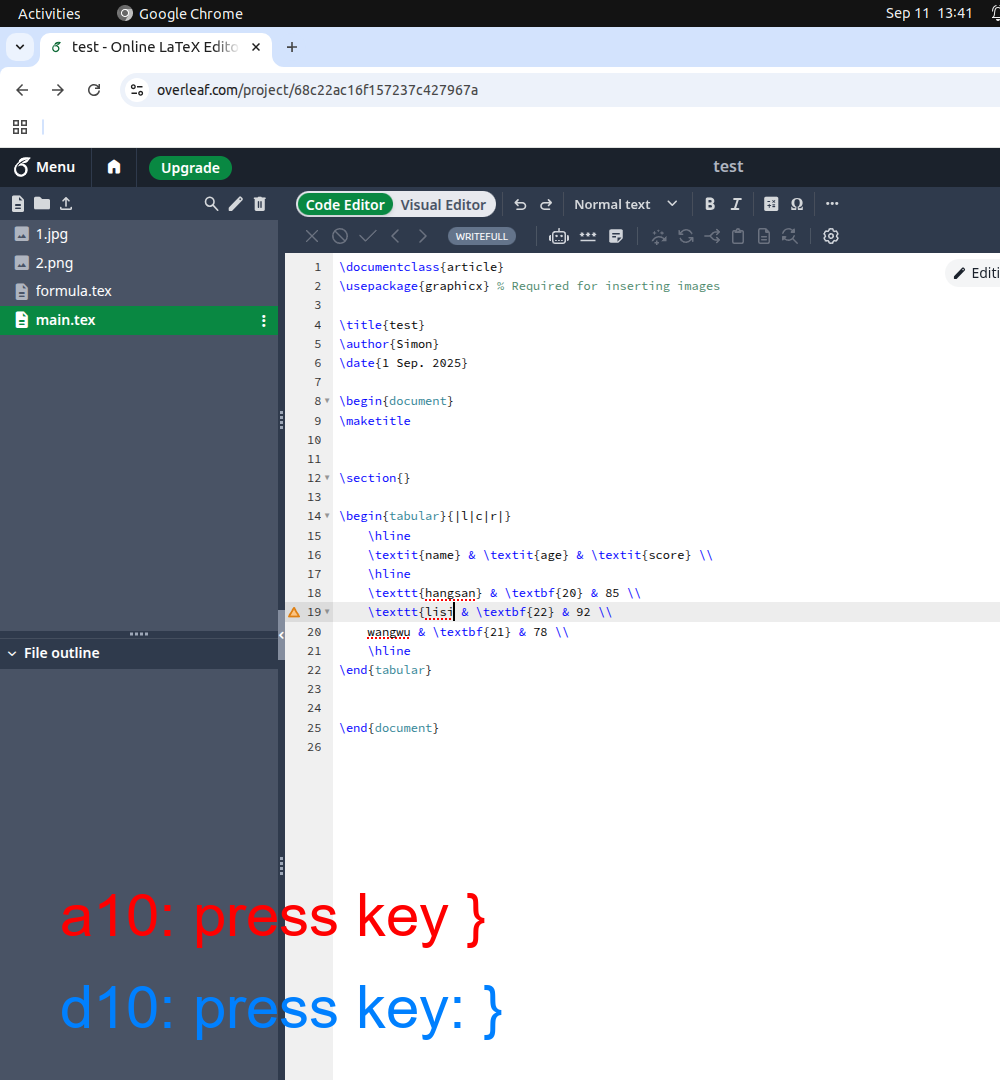 Activities Google Chrome Sep 11 13:41
test - Online LaTeX Edito
overleaf.com/project/68c22ac16f157237c427967a
Menu Upgrade test
Code Editor Visual Editor Normal text B I Ω
WRITEFULL
1.jpg
2.png
formula.tex
main.tex
File outline
Editi
1 \documentclass{article}
2 \usepackage{graphicx} % Required for inserting images
3
4 \title{test}
5 \author{Simon}
6 \date{1 Sep. 2025}
7
8 \begin{document}
9 \maketitle
10
11
12 \section{}
13
14 \begin{tabular}{|l|c|r|}
15 \hline
16 \textit{name} & \textit{age} & \textit{score} \\
17 \hline
18 \texttt{hangsan} & \textbf{20} & 85 \\
19 \texttt{lisi & \textbf{22} & 92 \\
20 wangwu & \textbf{21} & 78 \\
21 \hline
22 \end{tabular}
23
24
25 \end{document}
26
a10: press key }
d10: press key: }